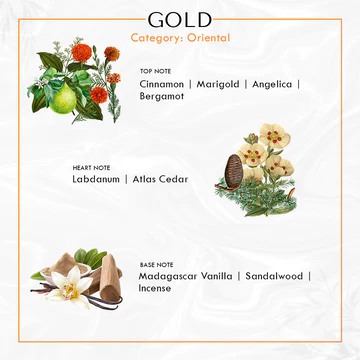 GOLD
Category: Oriental
TOP NOTE
Cinnamon | Marigold | Angelica |
Bergamot
HEART NOTE
Labdanum | Atlas Cedar
BASE NOTE
Madagascar Vanilla | Sandalwood |
Incense